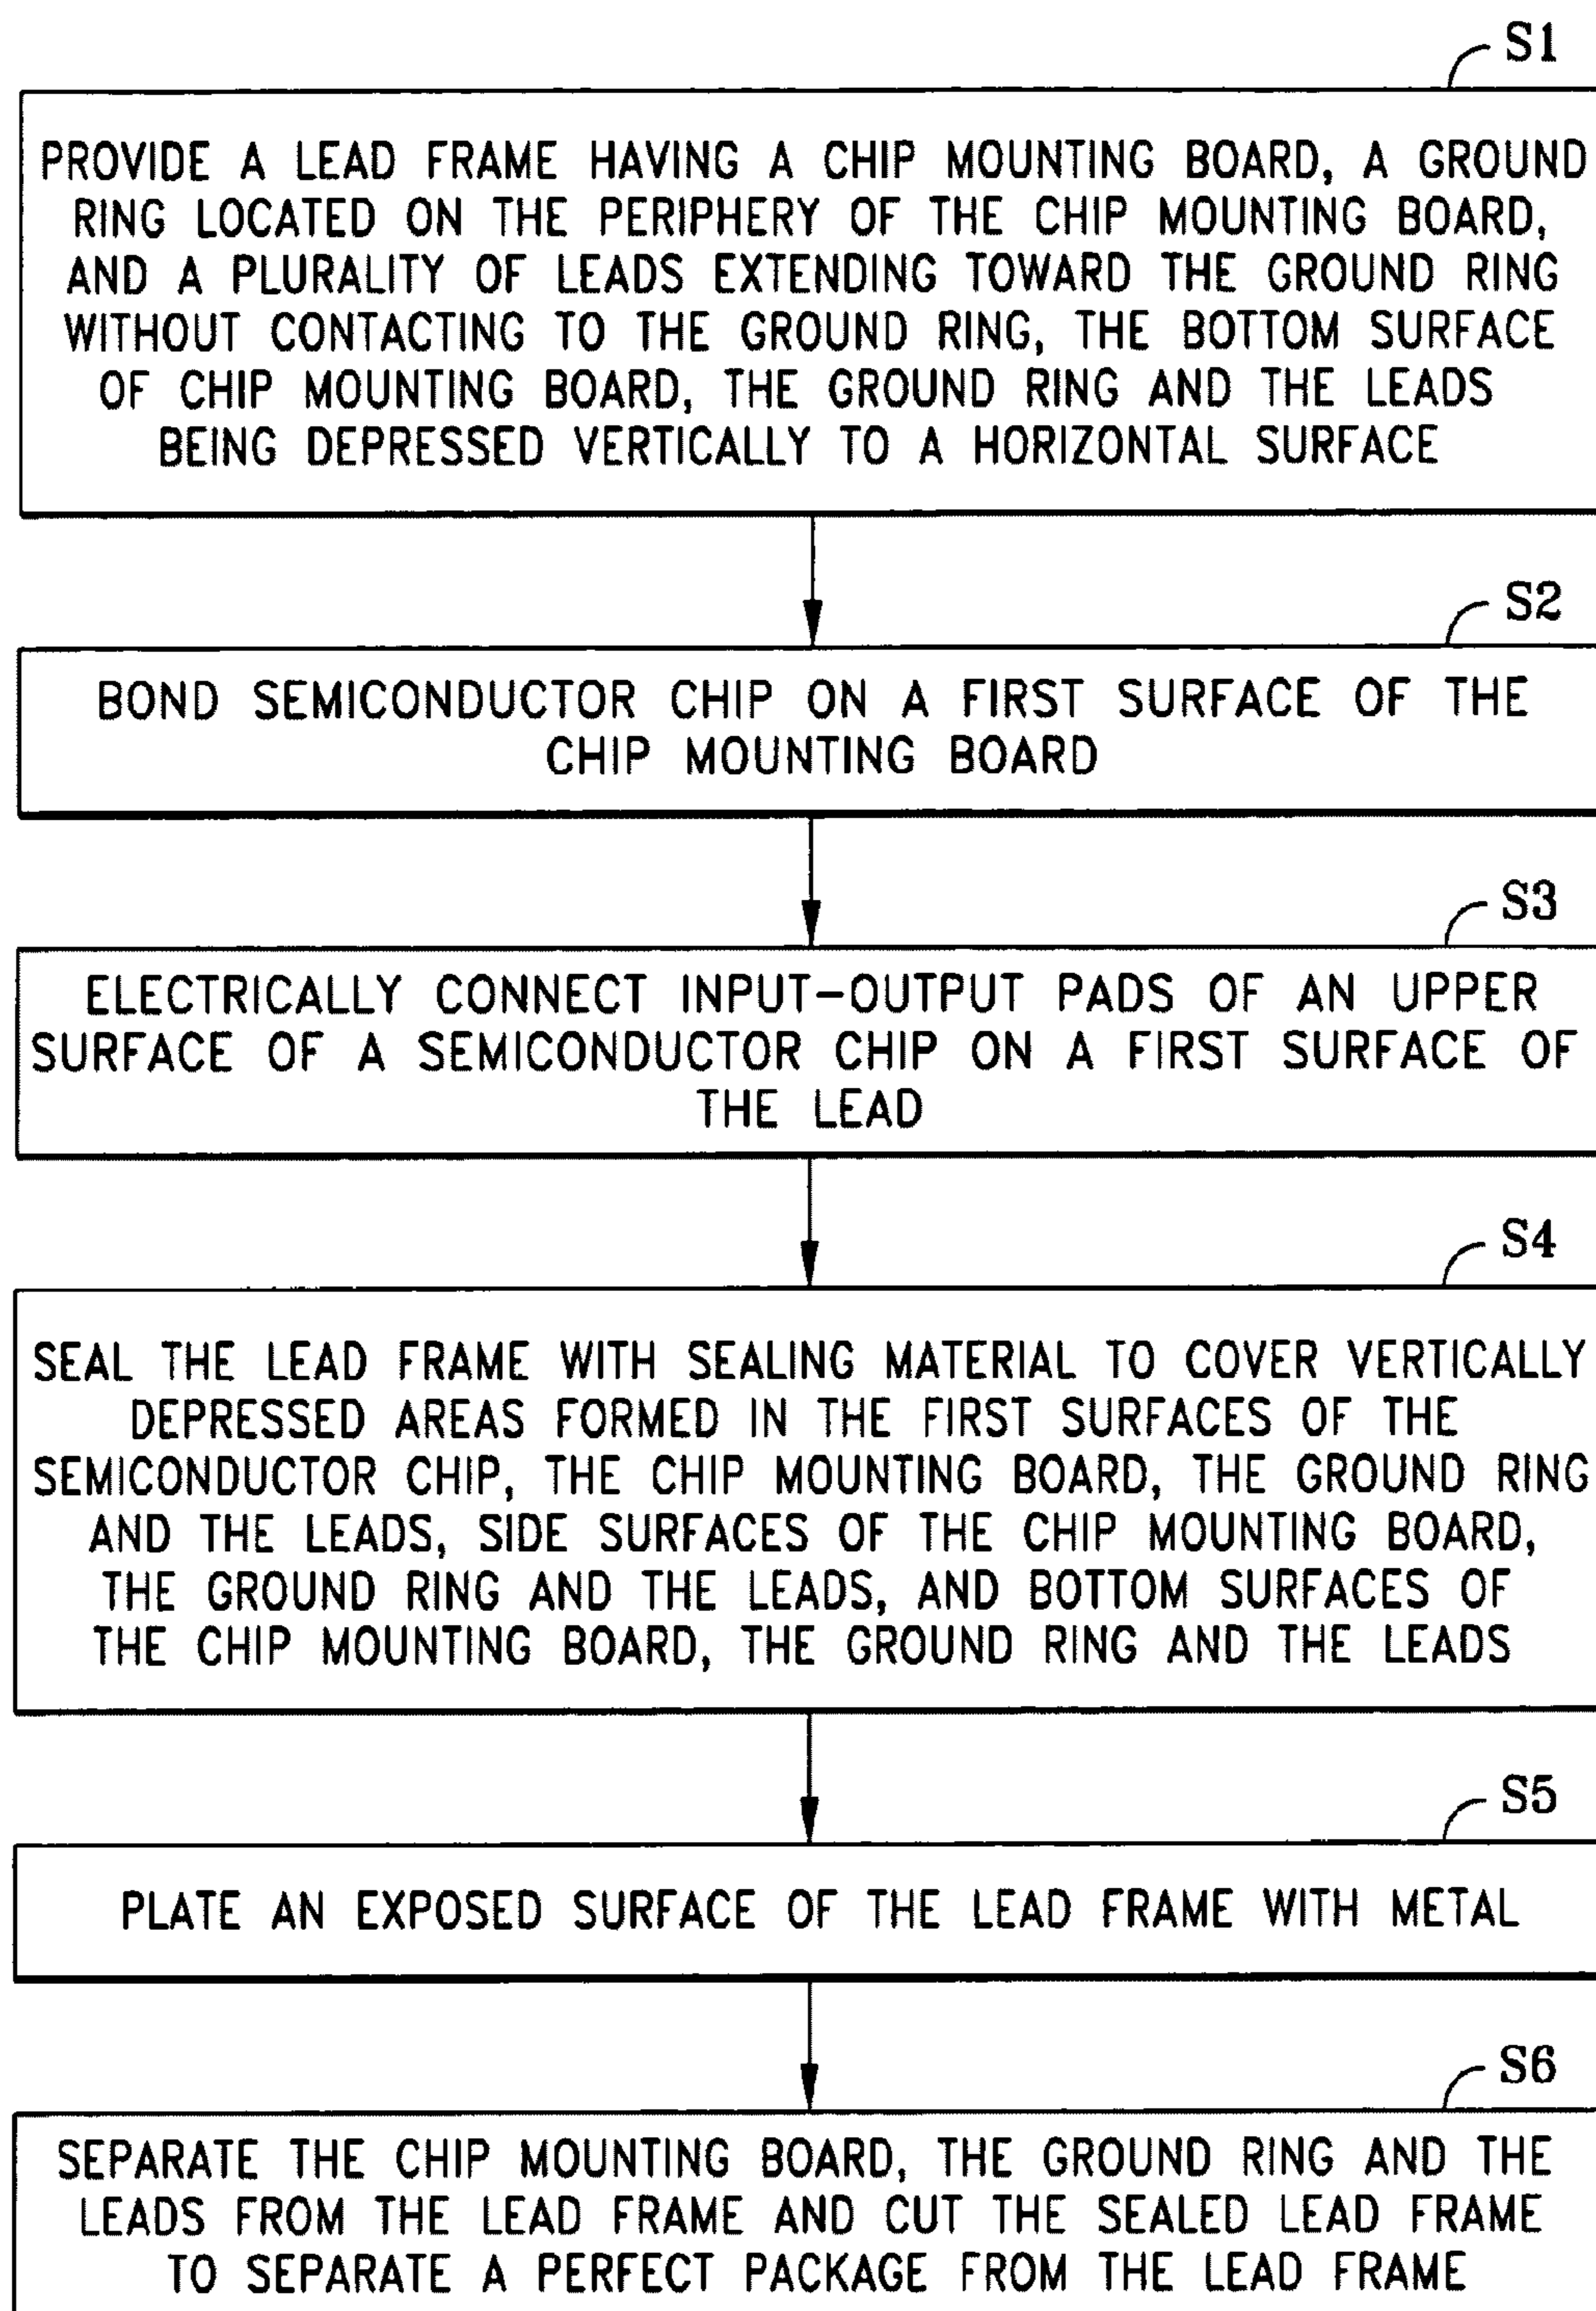 S1
PROVIDE A LEAD FRAME HAVING A CHIP MOUNTING BOARD, A GROUND
RING LOCATED ON THE PERIPHERY OF THE CHIP MOUNTING BOARD,
AND A PLURALITY OF LEADS EXTENDING TOWARD THE GROUND RING
WITHOUT CONTACTING TO THE GROUND RING, THE BOTTOM SURFACE
OF CHIP MOUNTING BOARD, THE GROUND RING AND THE LEADS
BEING DEPRESSED VERTICALLY TO A HORIZONTAL SURFACE
S2
BOND SEMICONDUCTOR CHIP ON A FIRST SURFACE OF THE
CHIP MOUNTING BOARD
S3
ELECTRICALLY CONNECT INPUT-OUTPUT PADS OF AN UPPER
SURFACE OF A SEMICONDUCTOR CHIP ON A FIRST SURFACE OF
THE LEAD
S4
SEAL THE LEAD FRAME WITH SEALING MATERIAL TO COVER VERTICALLY
DEPRESSED AREAS FORMED IN THE FIRST SURFACES OF THE
SEMICONDUCTOR CHIP, THE CHIP MOUNTING BOARD, THE GROUND RING
AND THE LEADS, SIDE SURFACES OF THE CHIP MOUNTING BOARD,
THE GROUND RING AND THE LEADS, AND BOTTOM SURFACES OF
THE CHIP MOUNTING BOARD, THE GROUND RING AND THE LEADS
S5
PLATE AN EXPOSED SURFACE OF THE LEAD FRAME WITH METAL
S6
SEPARATE THE CHIP MOUNTING BOARD, THE GROUND RING AND THE
LEADS FROM THE LEAD FRAME AND CUT THE SEALED LEAD FRAME
TO SEPARATE A PERFECT PACKAGE FROM THE LEAD FRAME